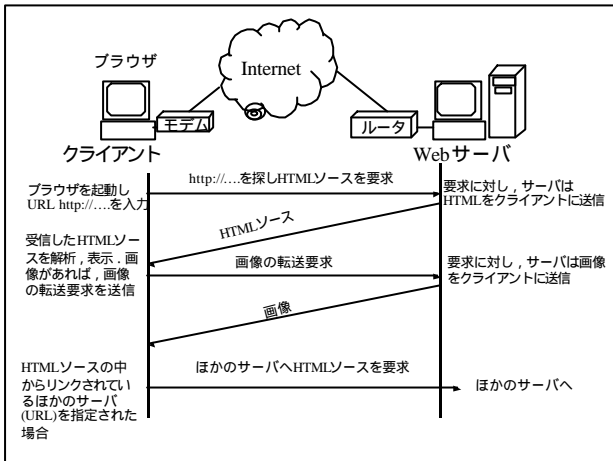 ブラウザ
Internet
モデム
ルータ
クライアント
Webサーバ
ブラウザを起動し
URL http://….を入力
http://….を探しHTMLソースを要求
要求に対し，サーバは
HTMLをクライアントに送信
HTMLソース
受信したHTMLソー
スを解析，表示．画
像があれば，画像
の転送要求を送信
画像の転送要求
要求に対し，サーバは画像
をクライアントに送信
画像
HTMLソースの中
からリンクされてい
るほかのサーバ
(URL)を指定された
場合
ほかのサーバへHTMLソースを要求
ほかのサーバへ